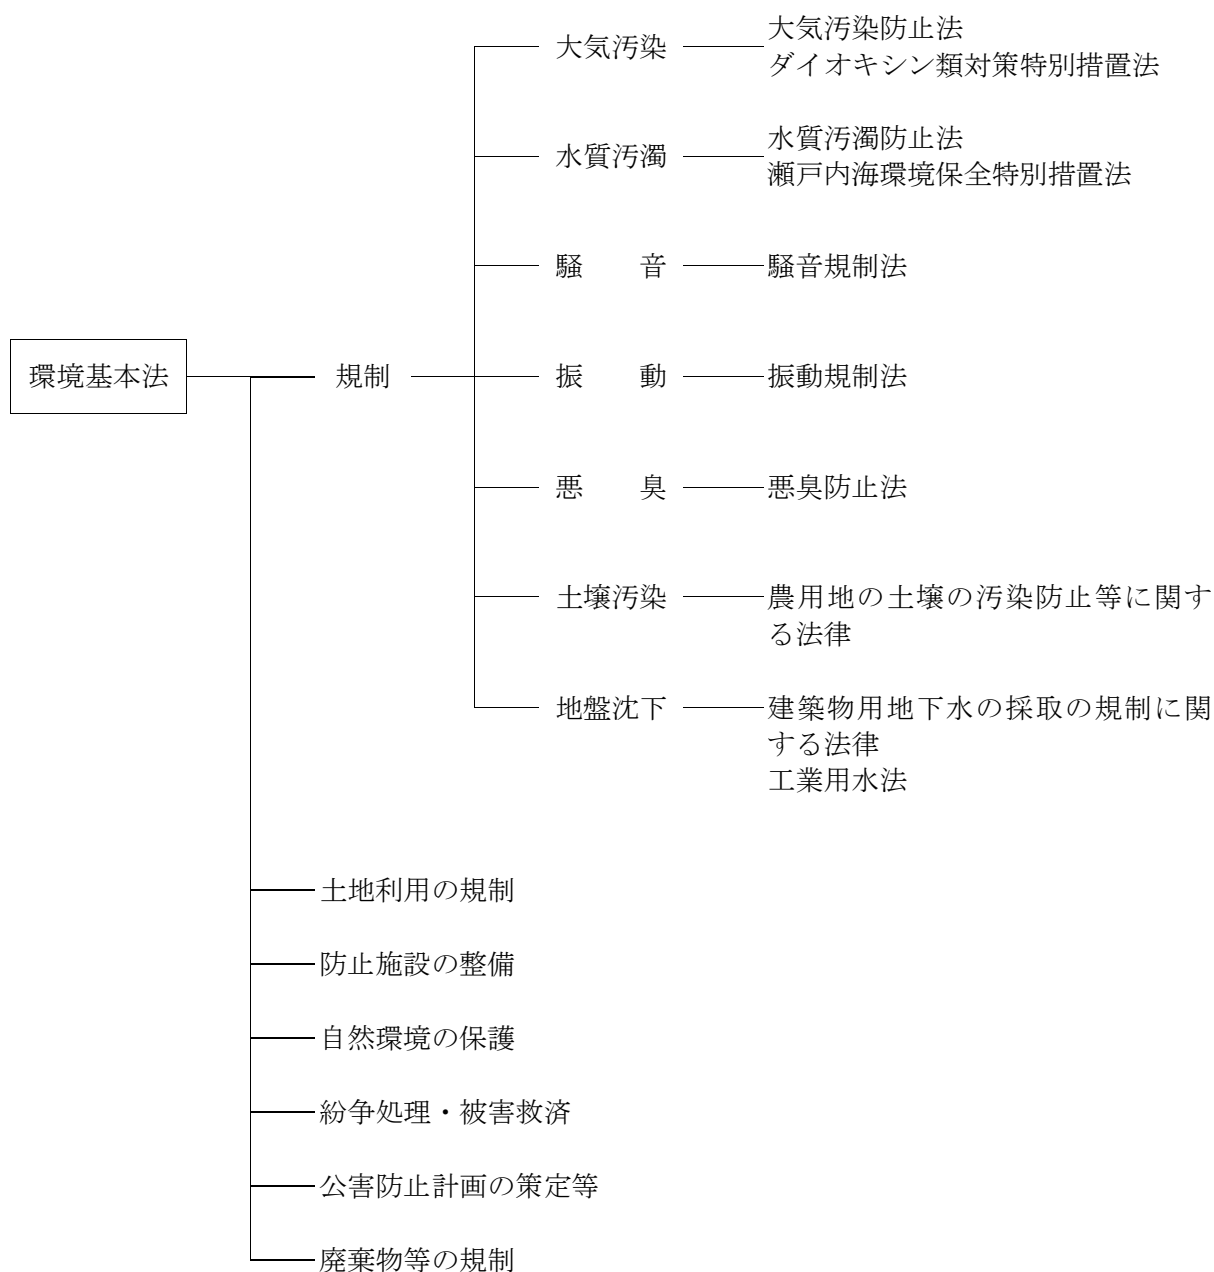 大気汚染
大気汚染防止法
ダイオキシン類対策特別措置法
水質汚濁
水質汚濁防止法
瀬戸内海環境保全特別措置法
騒　　音
騒音規制法
環境基本法
規制
振　　動
振動規制法
悪　　臭
悪臭防止法
土壌汚染
農用地の土壌の汚染防止等に関す
る法律
地盤沈下
建築物用地下水の採取の規制に関
する法律
工業用水法
土地利用の規制
防止施設の整備
自然環境の保護
紛争処理・被害救済
公害防止計画の策定等
廃棄物等の規制